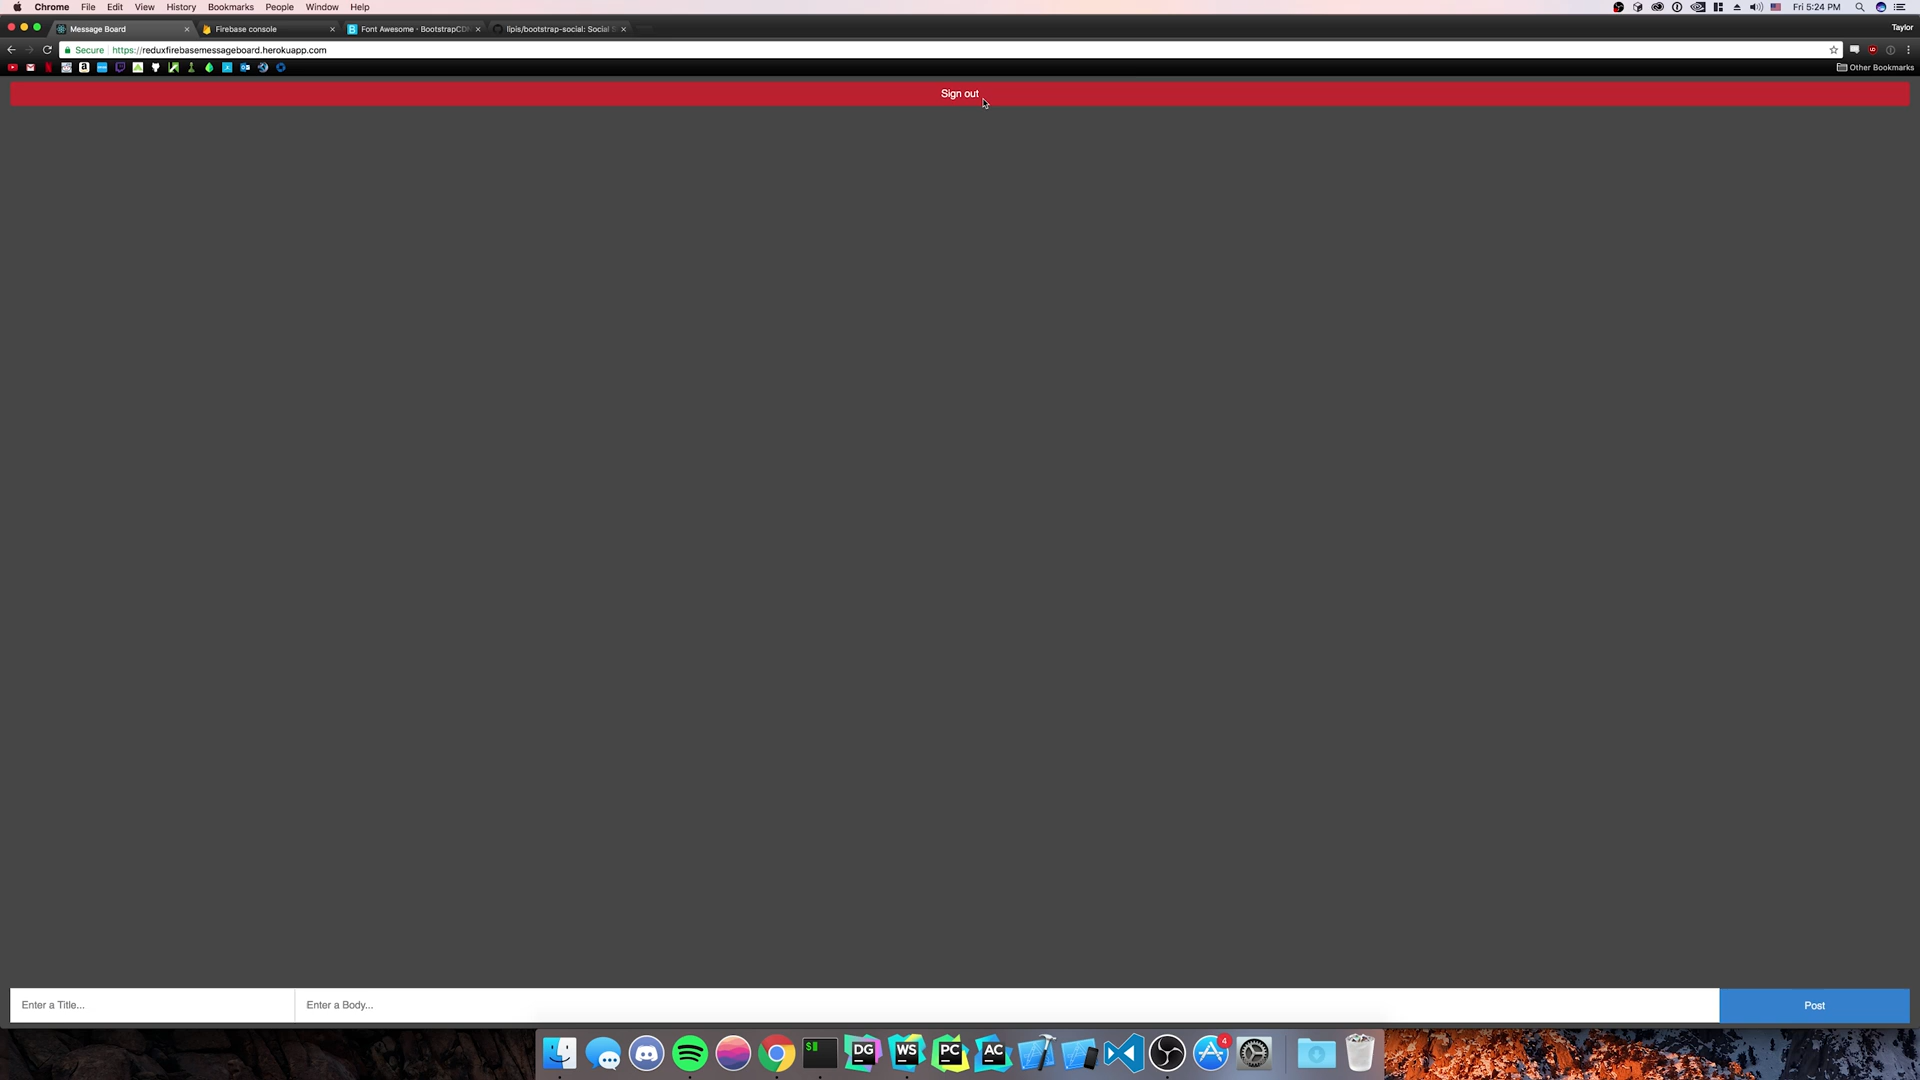 Chrome File Edit View History Bookmarks People Window Help Fri 5:24 PM
Message Board Firebase console Font Awesome · BootstrapCDN lipis/bootstrap-social: Social S Taylor
Secure https://reduxfirebasemessageboard.herokuapp.com
Other Bookmarks
Sign out
Enter a Title... Enter a Body... Post
$ DG WS PC AC 4